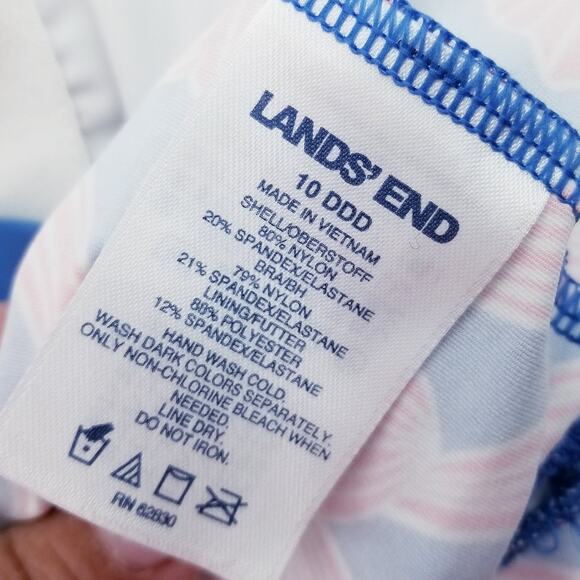 LANDS' END
10 DDD
MADE IN VIETNAM
SHELL/OBERSTOFF
80% NYLON
20% SPANDEX/ELASTANE
BRA/BH
79% NYLON
21% SPANDEX/ELASTANE
LINING/FUTTER
88% POLYESTER
12% SPANDEX/ELASTANE
HAND WASH COLD.
WASH DARK COLORS SEPARATELY.
ONLY NON-CHLORINE BLEACH WHEN
NEEDED.
LINE DRY.
DO NOT IRON.
RN 62830